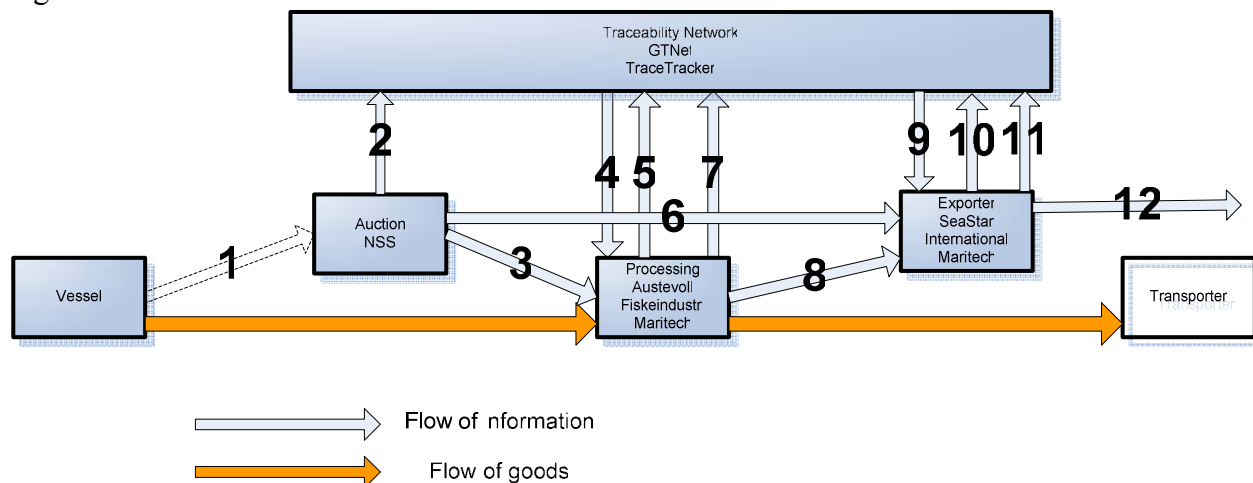 Traceability Network
GTNet
TraceTracker
2
4
5
7
9
10
11
Auction
NSS
6
Exporter
SeaStar
International
Maritech
12
1
3
8
Vessel
Processing
Austevoll
Fiskeindustr
Maritech
Transporter
Flow of nformation
Flow of goods